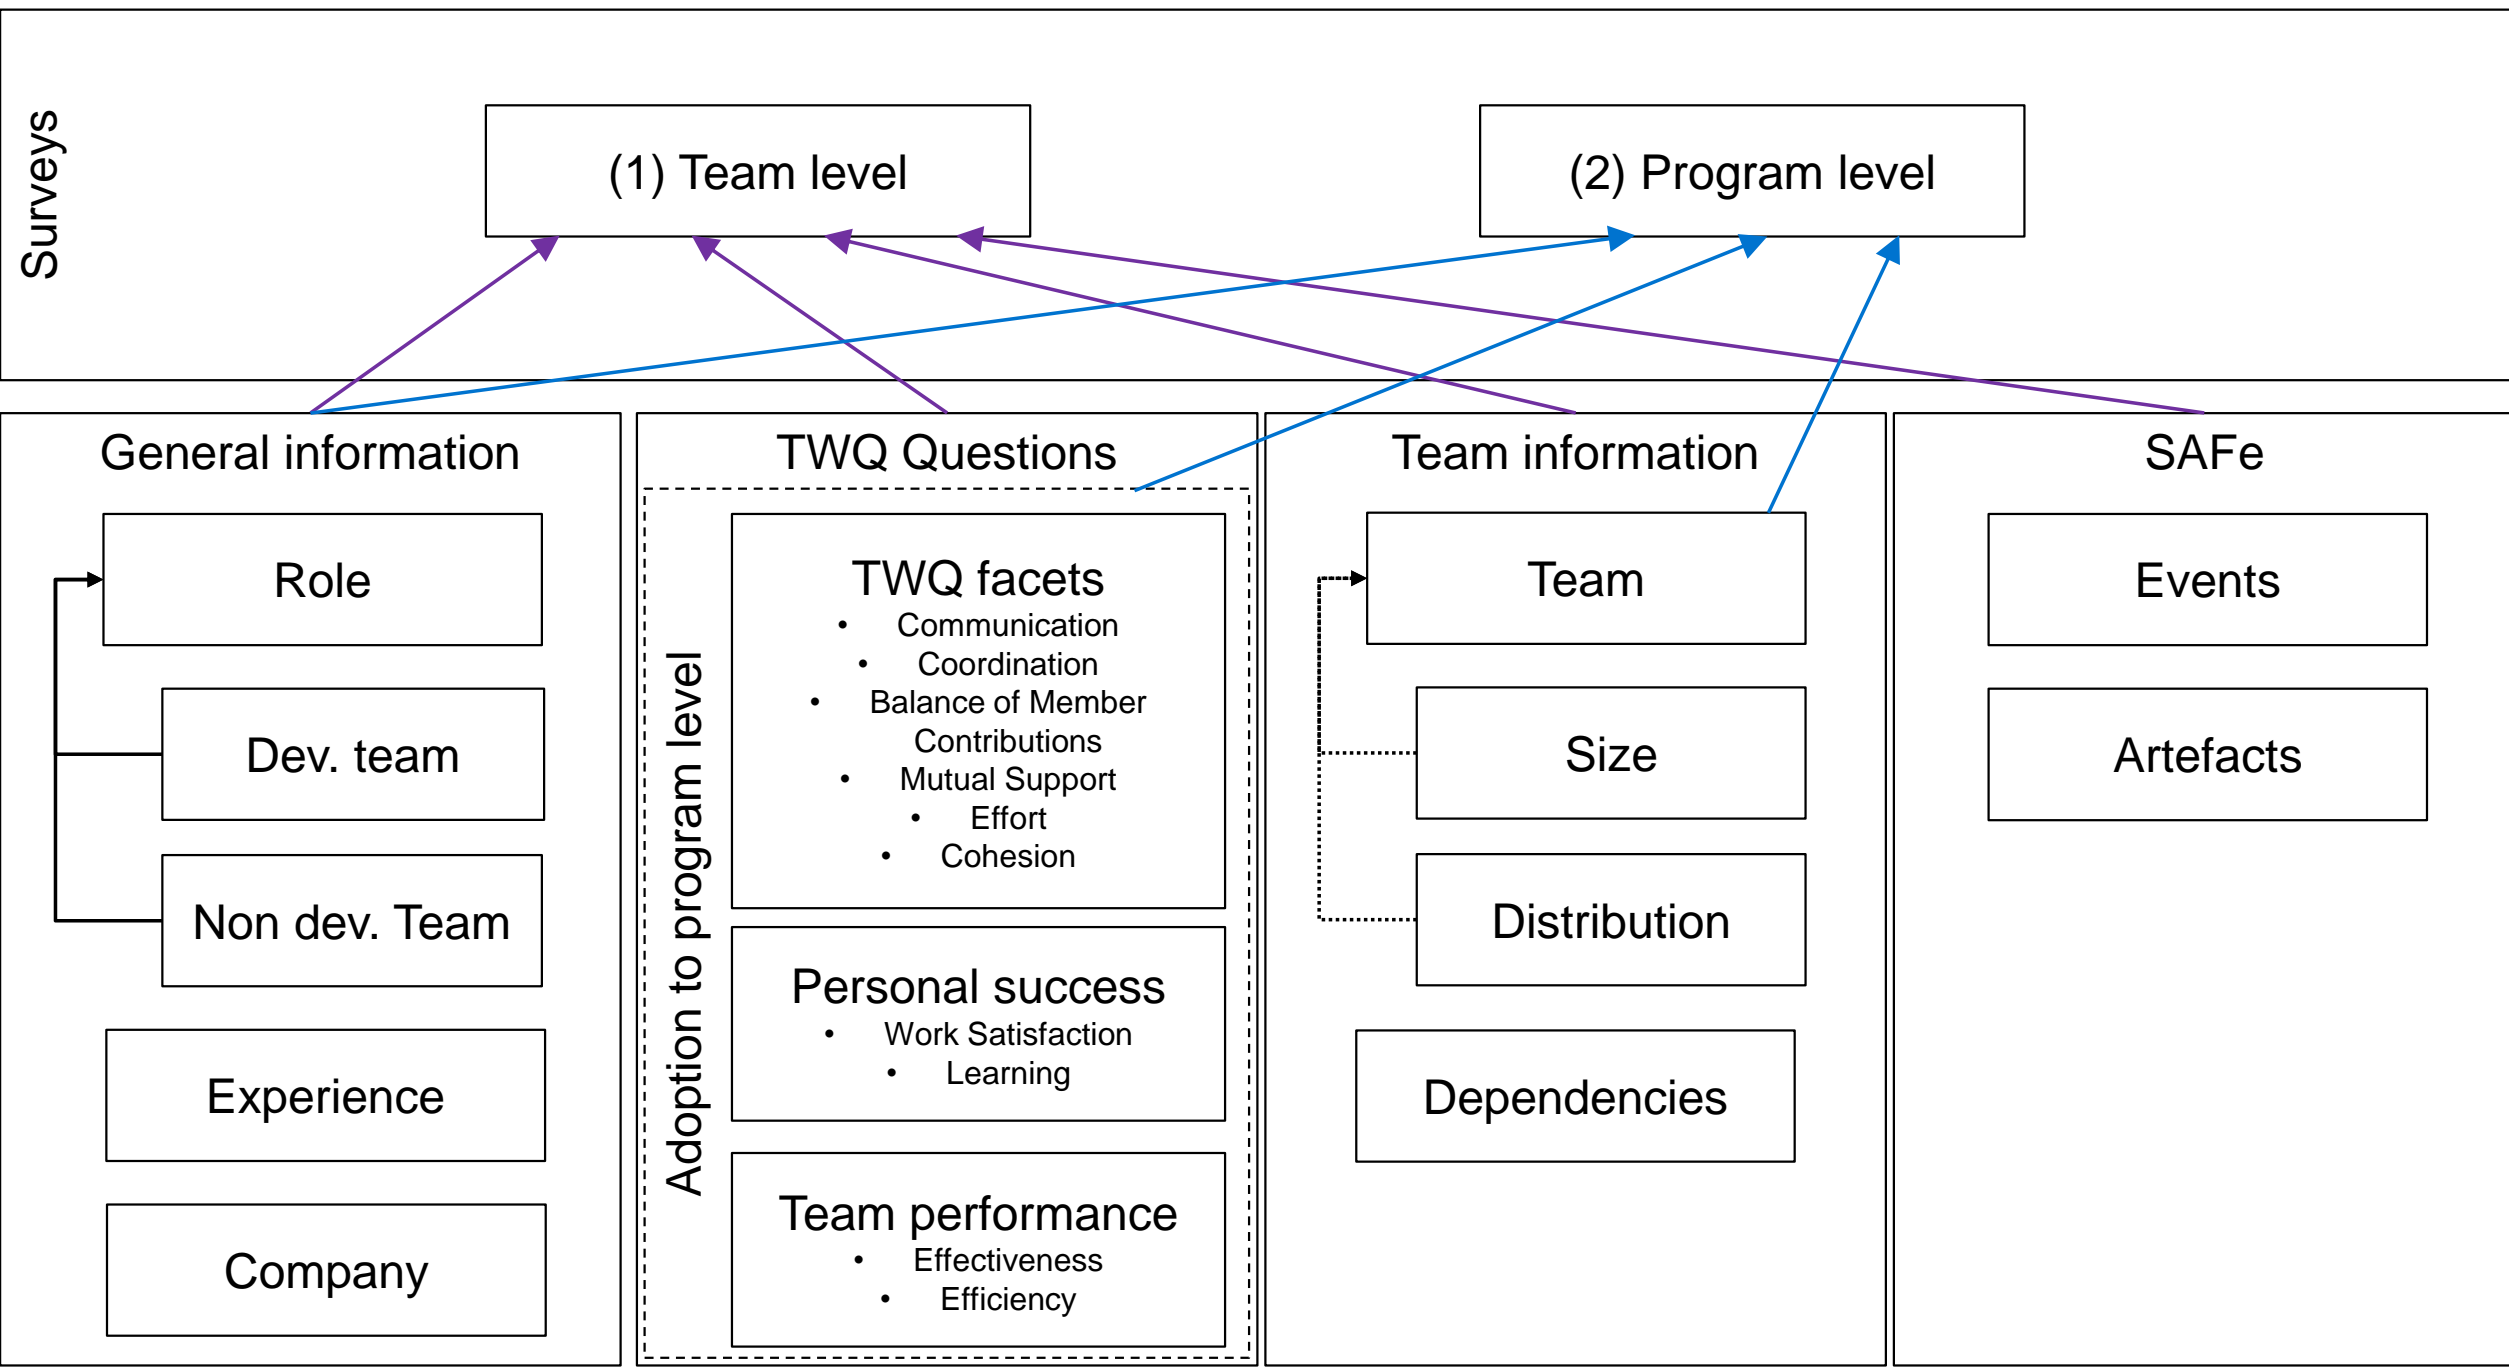 Surveys
(1) Team level
(2) Program level
General information
Role
Dev. team
Non dev. Team
Experience
Company
TWQ Questions
Adoption to program level
TWQ facets
• Communication
• Coordination
• Balance of Member
Contributions
• Mutual Support
• Effort
• Cohesion
Personal success
• Work Satisfaction
• Learning
Team performance
• Effectiveness
• Efficiency
Team information
Team
Size
Distribution
Dependencies
SAFe
Events
Artefacts